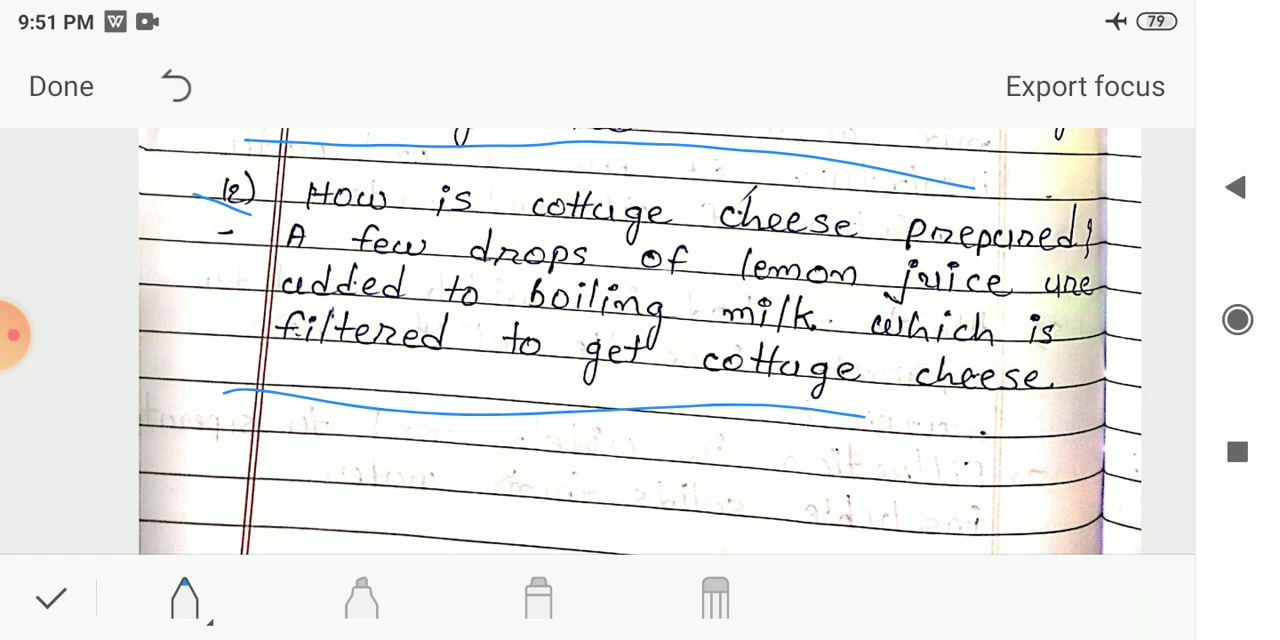 9:51 PM
79
Done
Export focus
12) How is cottage cheese prepared?
- A few drops of lemon juice are
added to boiling milk. which is
filtered to get cottage cheese.